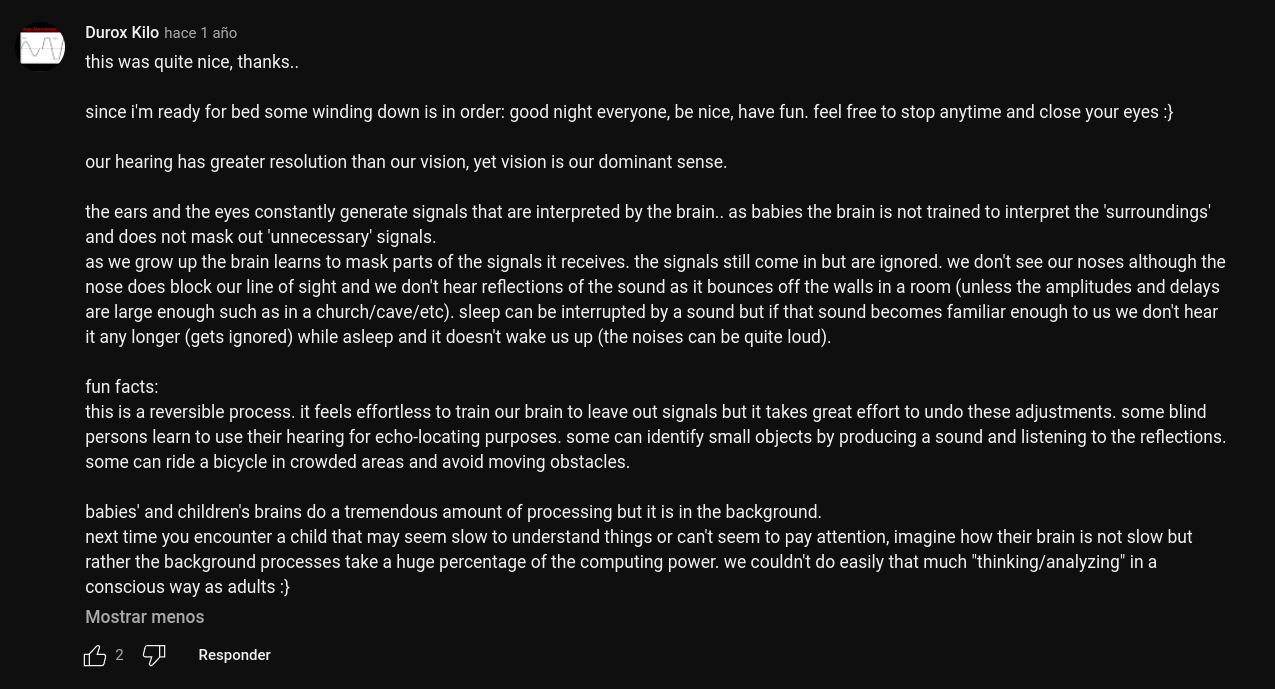 Durox Kilo hace 1 año
this was quite nice, thanks..
since i'm ready for bed some winding down is in order: good night everyone, be nice, have fun. feel free to stop anytime and close your eyes :}
our hearing has greater resolution than our vision, yet vision is our dominant sense.
the ears and the eyes constantly generate signals that are interpreted by the brain.. as babies the brain is not trained to interpret the 'surroundings'
and does not mask out 'unnecessary' signals.
as we grow up the brain learns to mask parts of the signals it receives. the signals still come in but are ignored. we don't see our noses although the
nose does block our line of sight and we don't hear reflections of the sound as it bounces off the walls in a room (unless the amplitudes and delays
are large enough such as in a church/cave/etc). sleep can be interrupted by a sound but if that sound becomes familiar enough to us we don't hear
it any longer (gets ignored) while asleep and it doesn't wake us up (the noises can be quite loud).
fun facts:
this is a reversible process. it feels effortless to train our brain to leave out signals but it takes great effort to undo these adjustments. some blind
persons learn to use their hearing for echo-locating purposes. some can identify small objects by producing a sound and listening to the reflections.
some can ride a bicycle in crowded areas and avoid moving obstacles.
babies' and children's brains do a tremendous amount of processing but it is in the background.
next time you encounter a child that may seem slow to understand things or can't seem to pay attention, imagine how their brain is not slow but
rather the background processes take a huge percentage of the computing power. we couldn't do easily that much "thinking/analyzing" in a
conscious way as adults :}
Mostrar menos
2 Responder